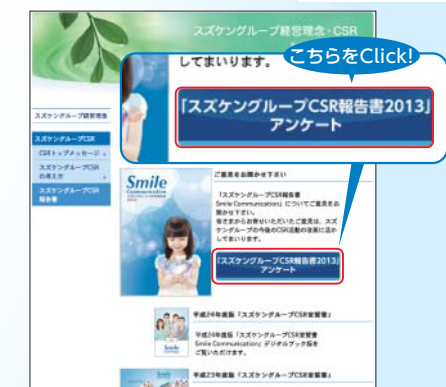 スズケングループ経営理念・CSR
してまいります。
こちらをClick!
「スズケングループCSR報告書2013」
アンケート
スズケングループ経営理念
スズケングループCSR
CSRトップメッセージ
スズケングループCSR
の考え方
スズケングループCSR
報告書
Smile
Communication
ご意見をお聞かせ下さい
「スズケングループCSR報告書
Smile Communication」についてご意見をお
聞かせ下さい。
皆さまからお寄せいただいたご意見は、スズ
ケングループの今後のCSR活動の改善に活か
してまいります。
「スズケングループCSR報告書2013」
アンケート
平成24年度版「スズケングループCSR報告書」
平成24年度版「スズケングループCSR報告書
Smile Communication」デジタルブック版を
ご覧いただけます。
Smile
平成23年度版「スズケングループCSR報告書」